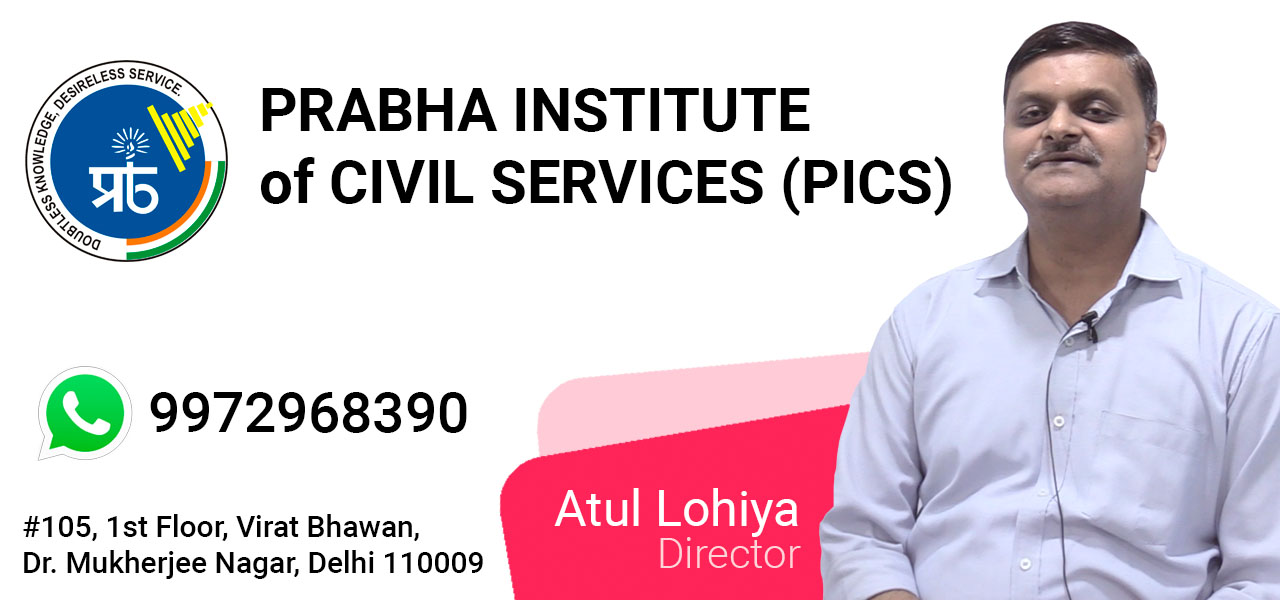 DOUBTLESS KNOWLEDGE, DESIRELESS SERVICE.
PRABHA INSTITUTE
of CIVIL SERVICES (PICS)
9972968390
#105, 1st Floor, Virat Bhawan,
Dr. Mukherjee Nagar, Delhi 110009
Atul Lohiya
Director